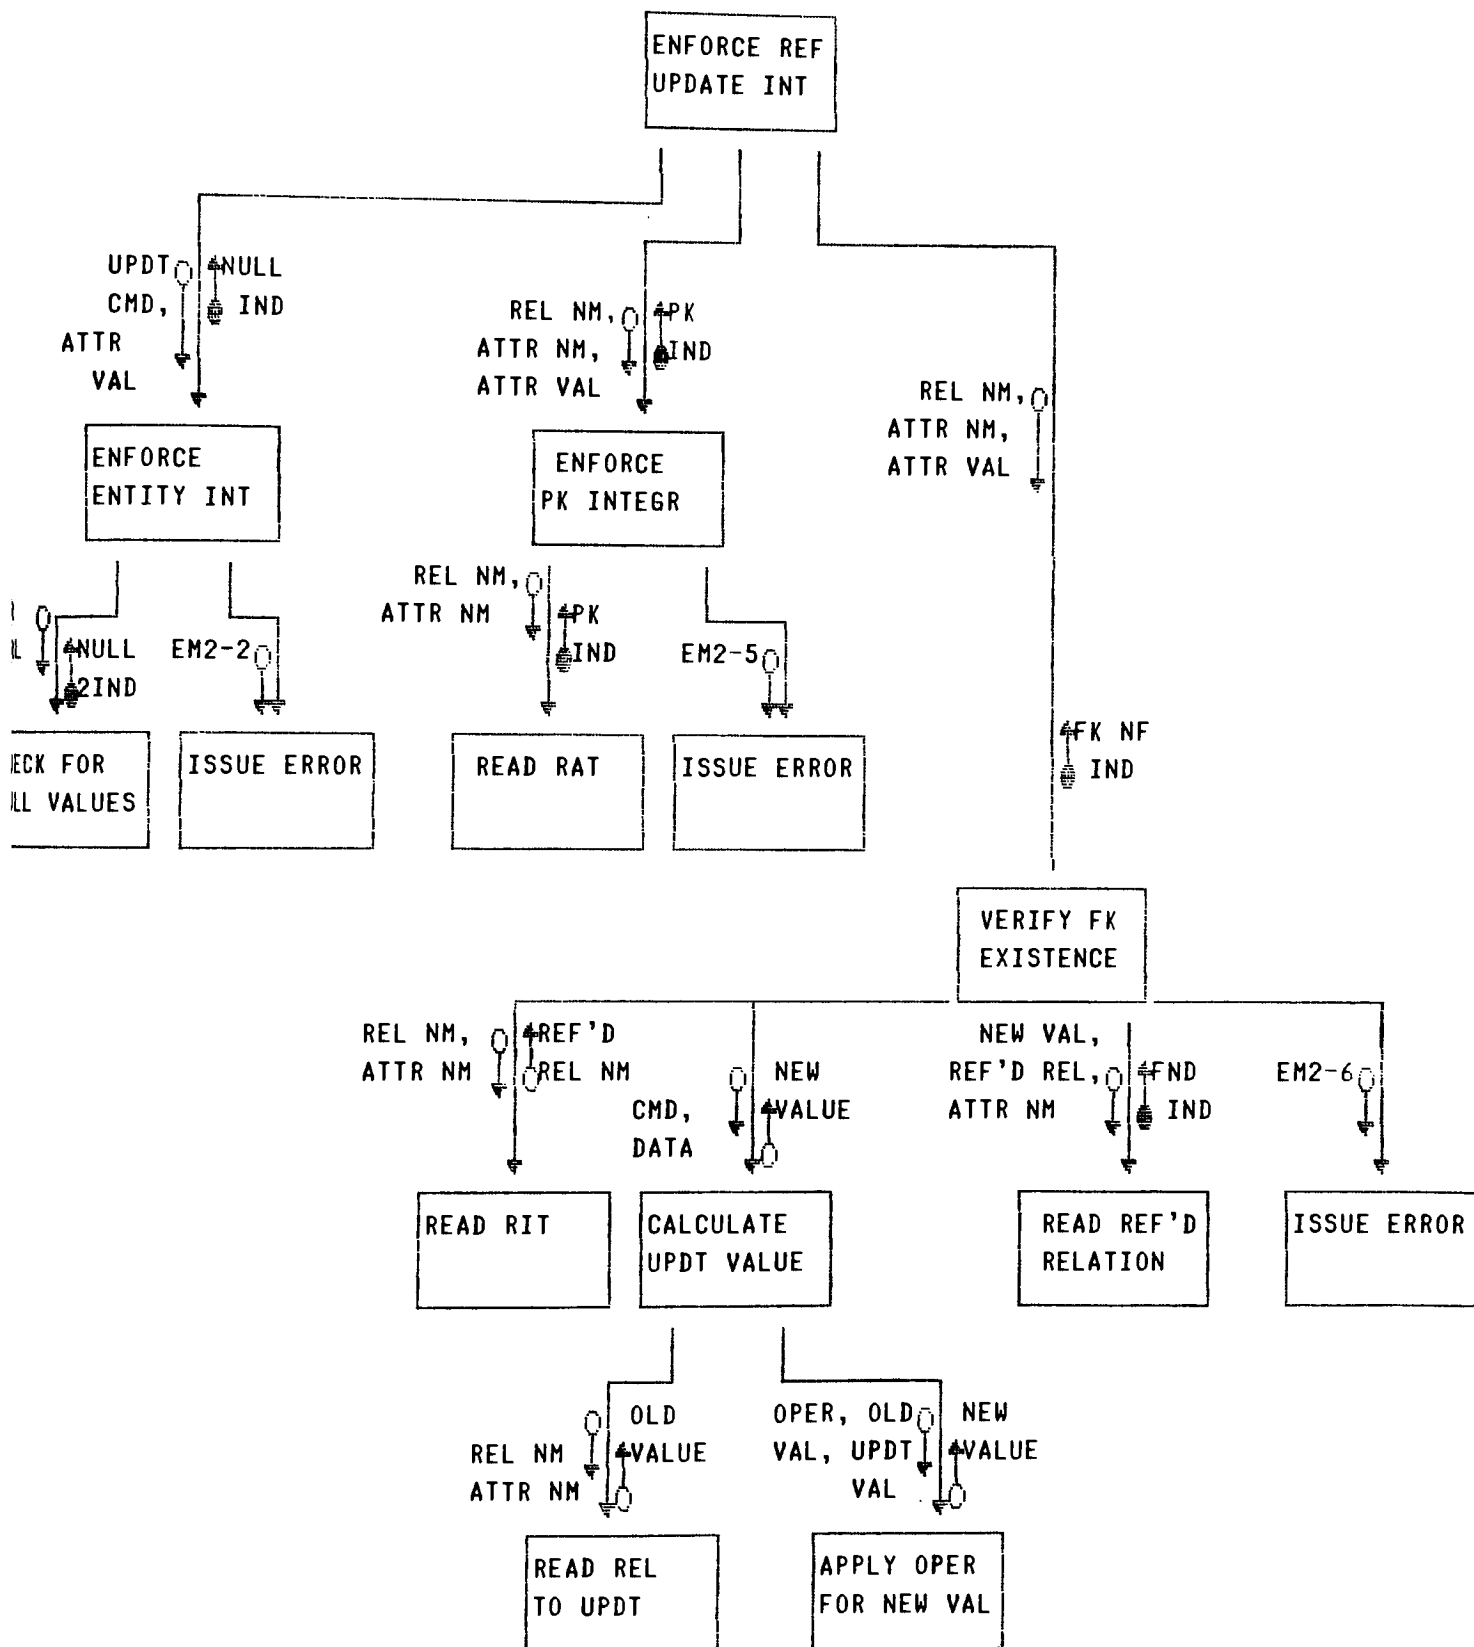 ENFORCE REF
UPDATE INT
UPDT
CMD,
ATTR
VAL
NULL
IND
REL NM,
ATTR NM,
ATTR VAL
PK
IND
REL NM,
ATTR NM,
ATTR VAL
ENFORCE
ENTITY INT
ENFORCE
PK INTEGR
NULL
2IND
EM2-2
REL NM,
ATTR NM
PK
IND
EM2-5
FK NF
IND
FOR
VALUES
ISSUE ERROR
READ RAT
ISSUE ERROR
VERIFY FK
EXISTENCE
REL NM,
ATTR NM
REF'D
REL NM
CMD,
DATA
NEW
VALUE
NEW VAL,
REF'D REL,
ATTR NM
FND
IND
EM2-6
READ RIT
CALCULATE
UPDT VALUE
READ REF'D
RELATION
ISSUE ERROR
REL NM
ATTR NM
OLD
VALUE
OPER, OLD
VAL, UPDT
VAL
NEW
VALUE
READ REL
TO UPDT
APPLY OPER
FOR NEW VAL